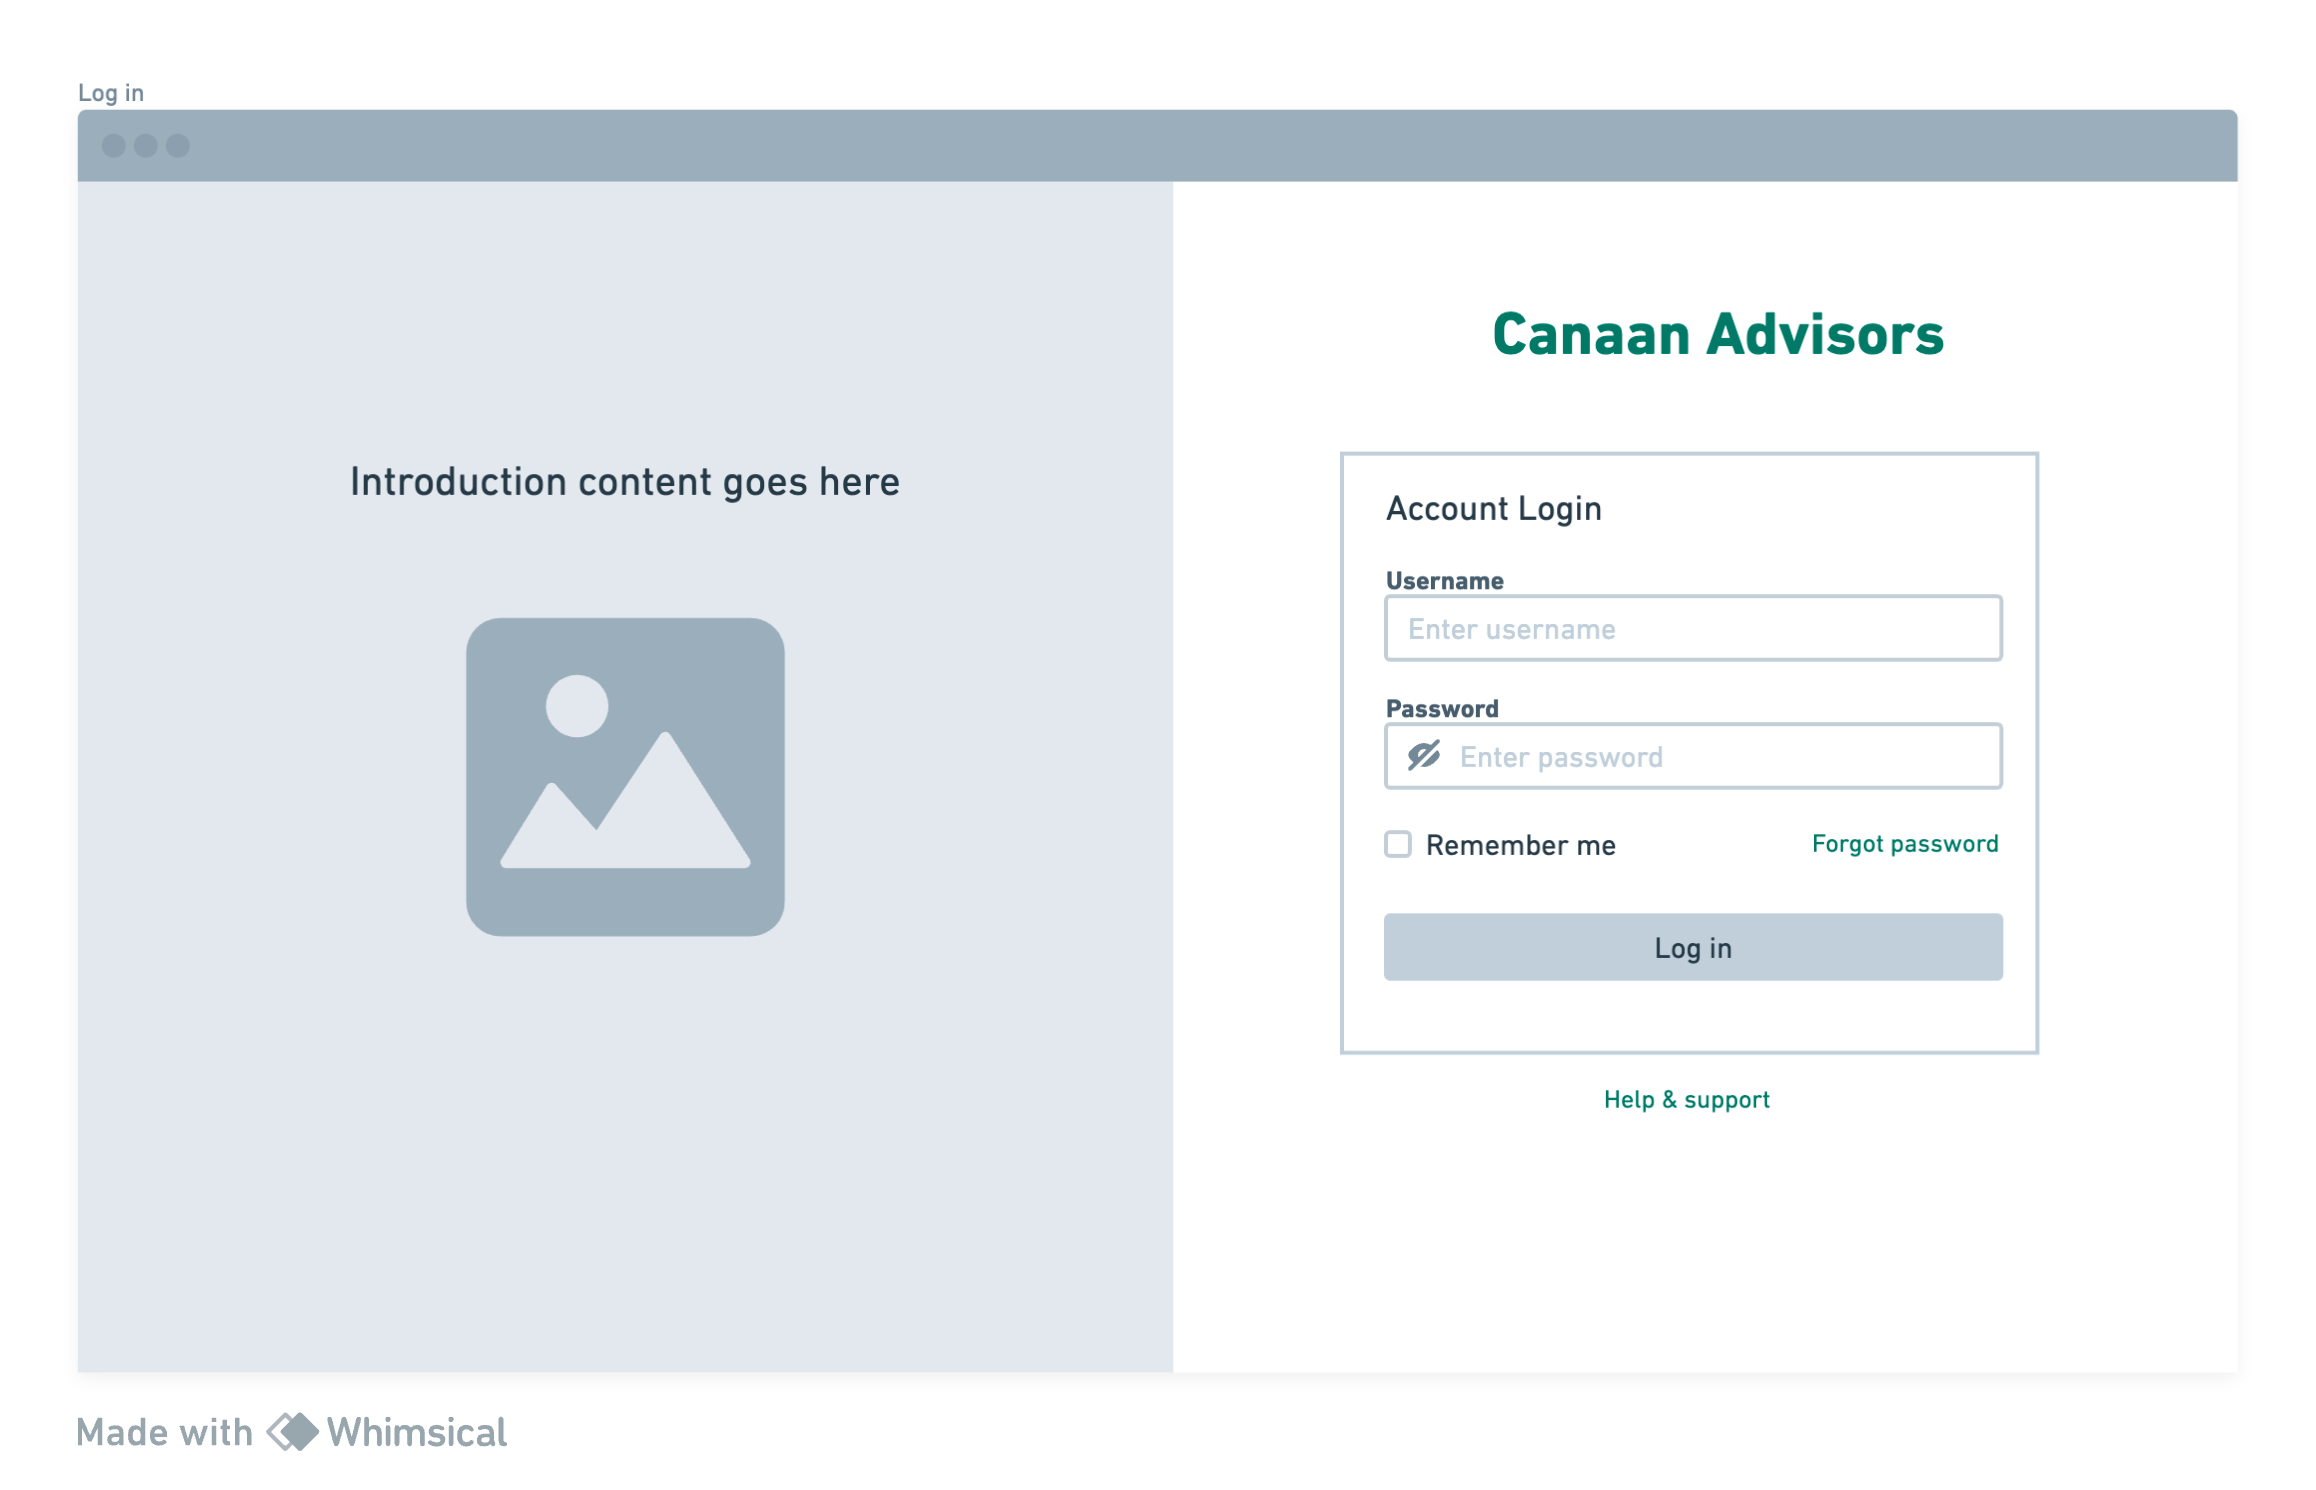 Log in
Introduction content goes here
Canaan Advisors
Account Login
Username
Enter username
Password
Enter password
Remember me
Forgot password
Log in
Help & support
Made with Whimsical